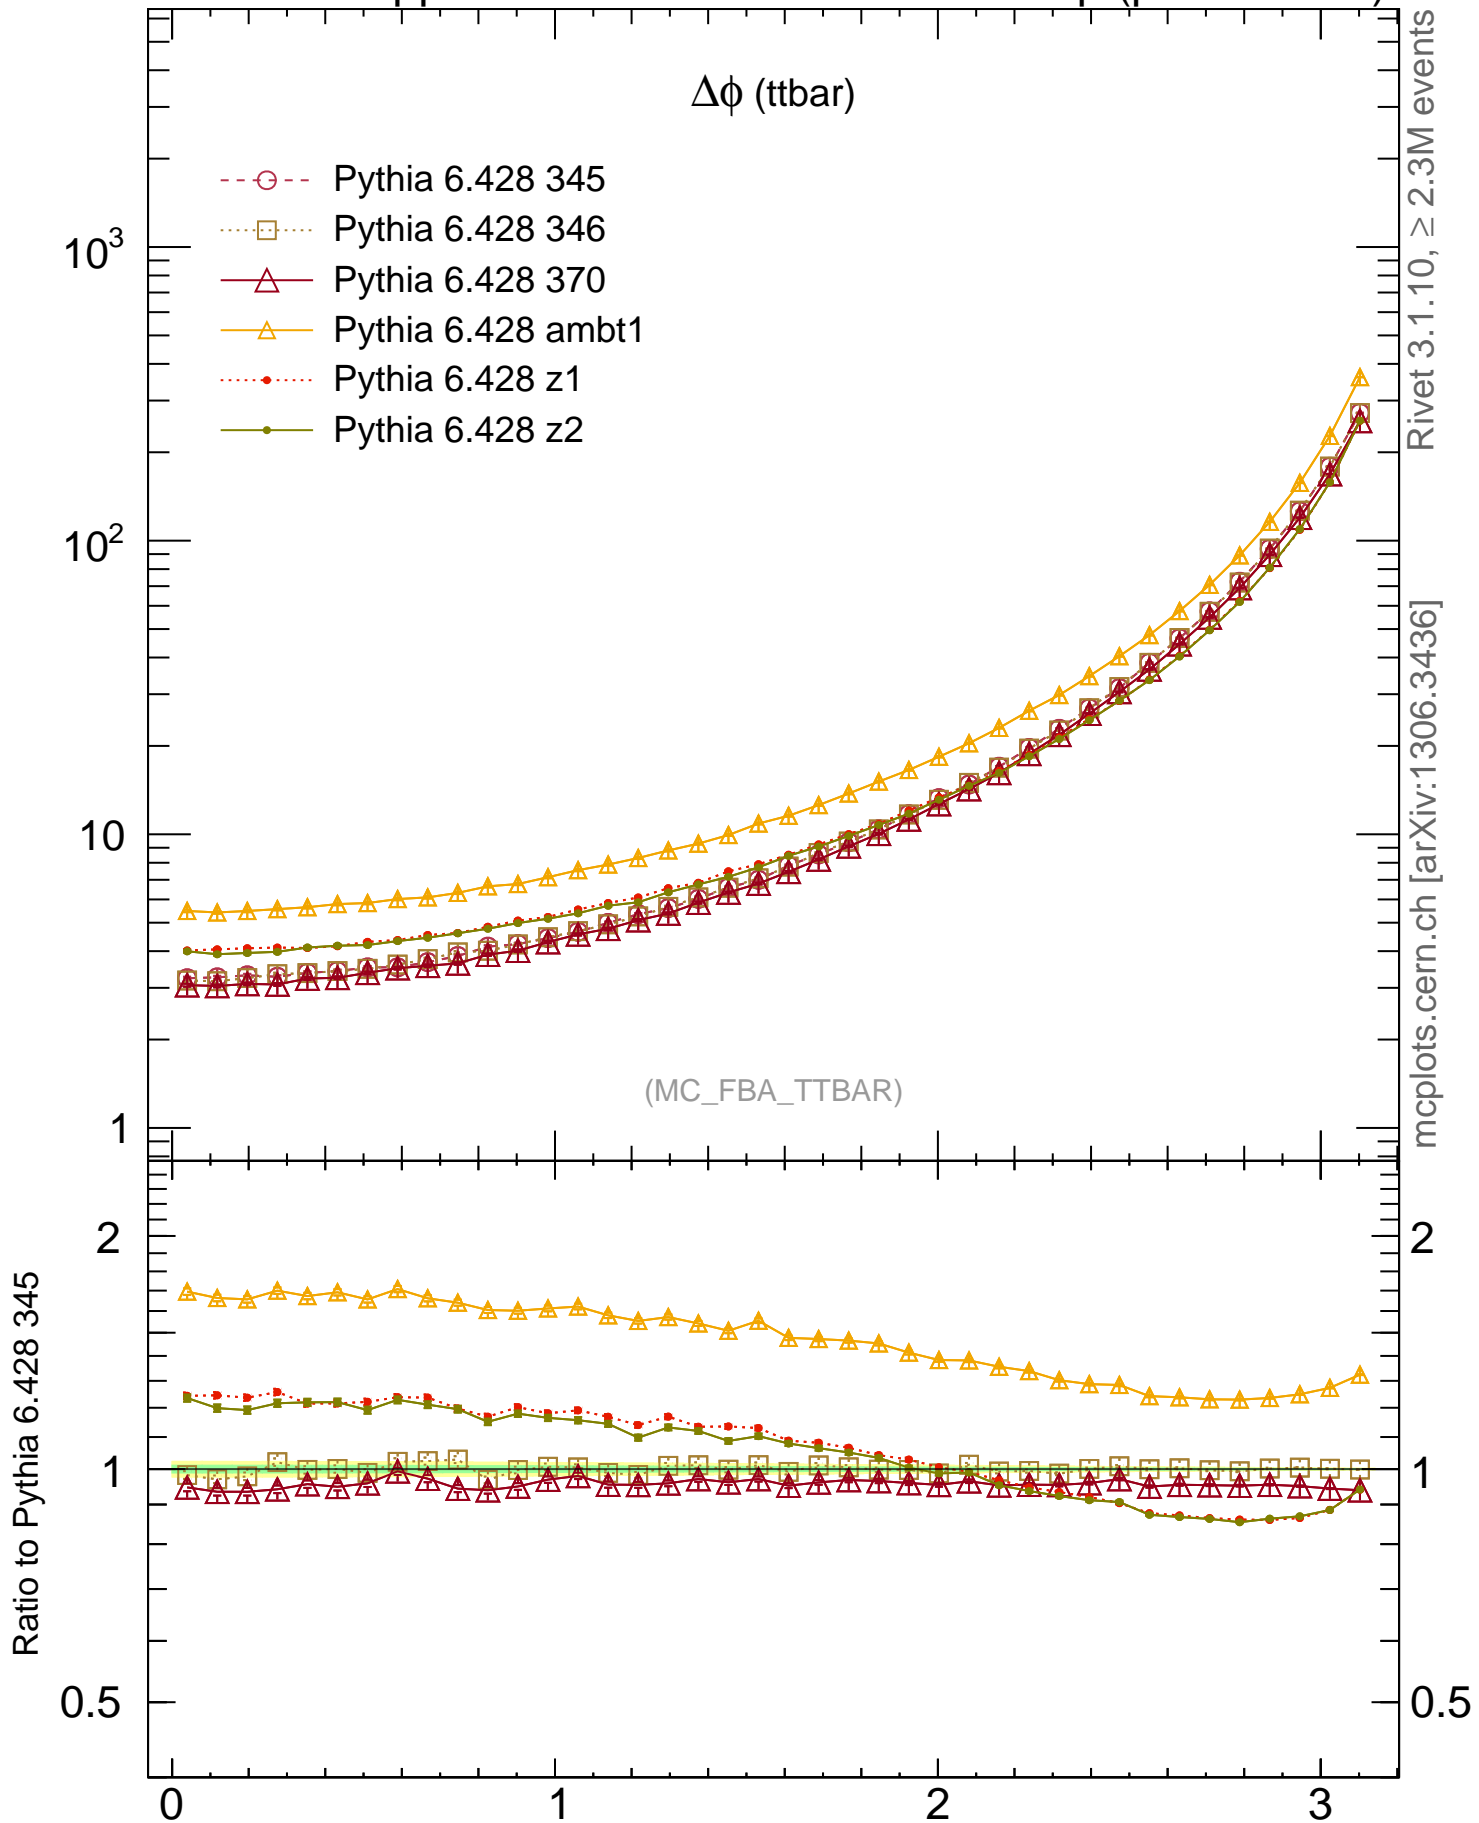 Δϕ (ttbar)
Pythia 6.428 345
Pythia 6.428 346
Pythia 6.428 370
Pythia 6.428 ambt1
Pythia 6.428 z1
Pythia 6.428 z2
10³
10²
10
1
(MC_FBA_TTBAR)
Rivet 3.1.10, ≥ 2.3M events
mcplots.cern.ch [arXiv:1306.3436]
Ratio to Pythia 6.428 345
2
1
0.5
2
1
0.5
0 1 2 3